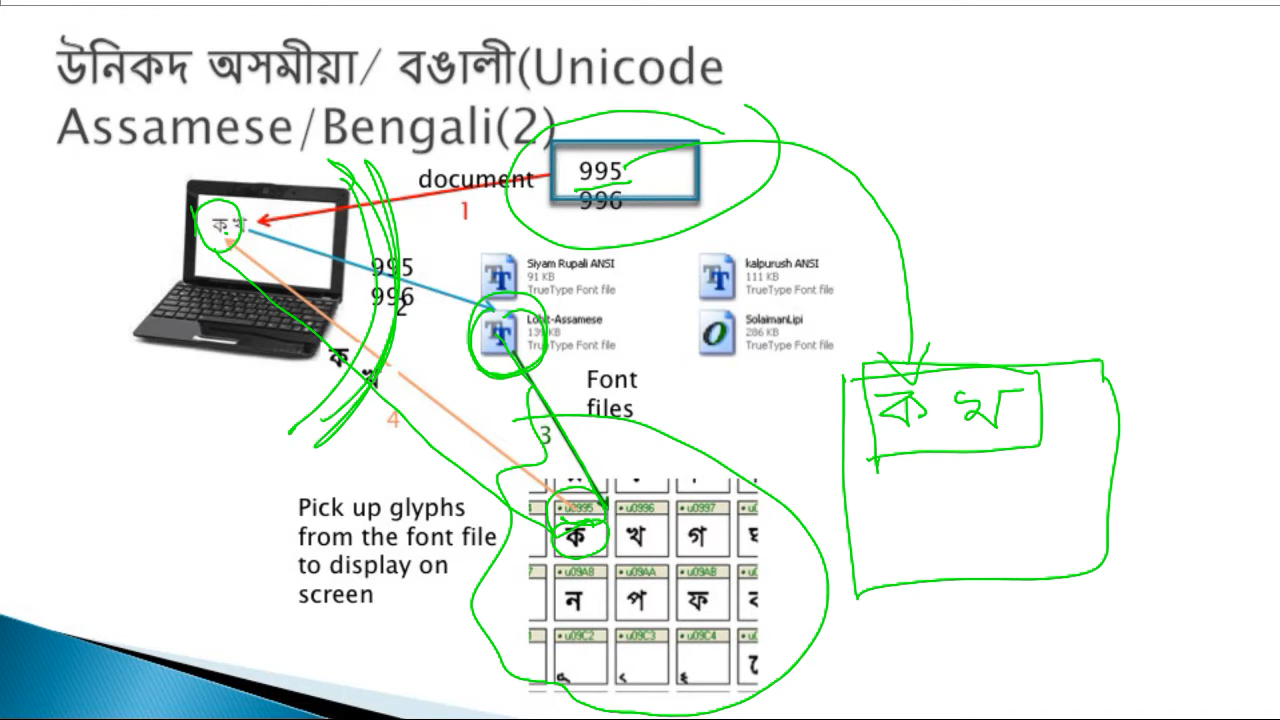 উনিকদ অসমীয়া/ বঙালী(Unicode
Assamese/Bengali(2)
995
document
996
1
ক খ
995
996
2
Siyam Rupali ANSI
91 KB
TrueType Font file
kalpurush ANSI
111 KB
TrueType Font file
Lohit-Assamese
139 KB
TrueType Font file
SolaimanLipi
286 KB
TrueType Font file
ক
খ
Font
files
ক খ
4
3
Pick up glyphs
from the font file
to display on
screen
u0995 u0996 u0997
ক খ গ ঘ
u09A8 u09AA u09AB
ন প ফ ব
u09C2 u09C3 u09C4